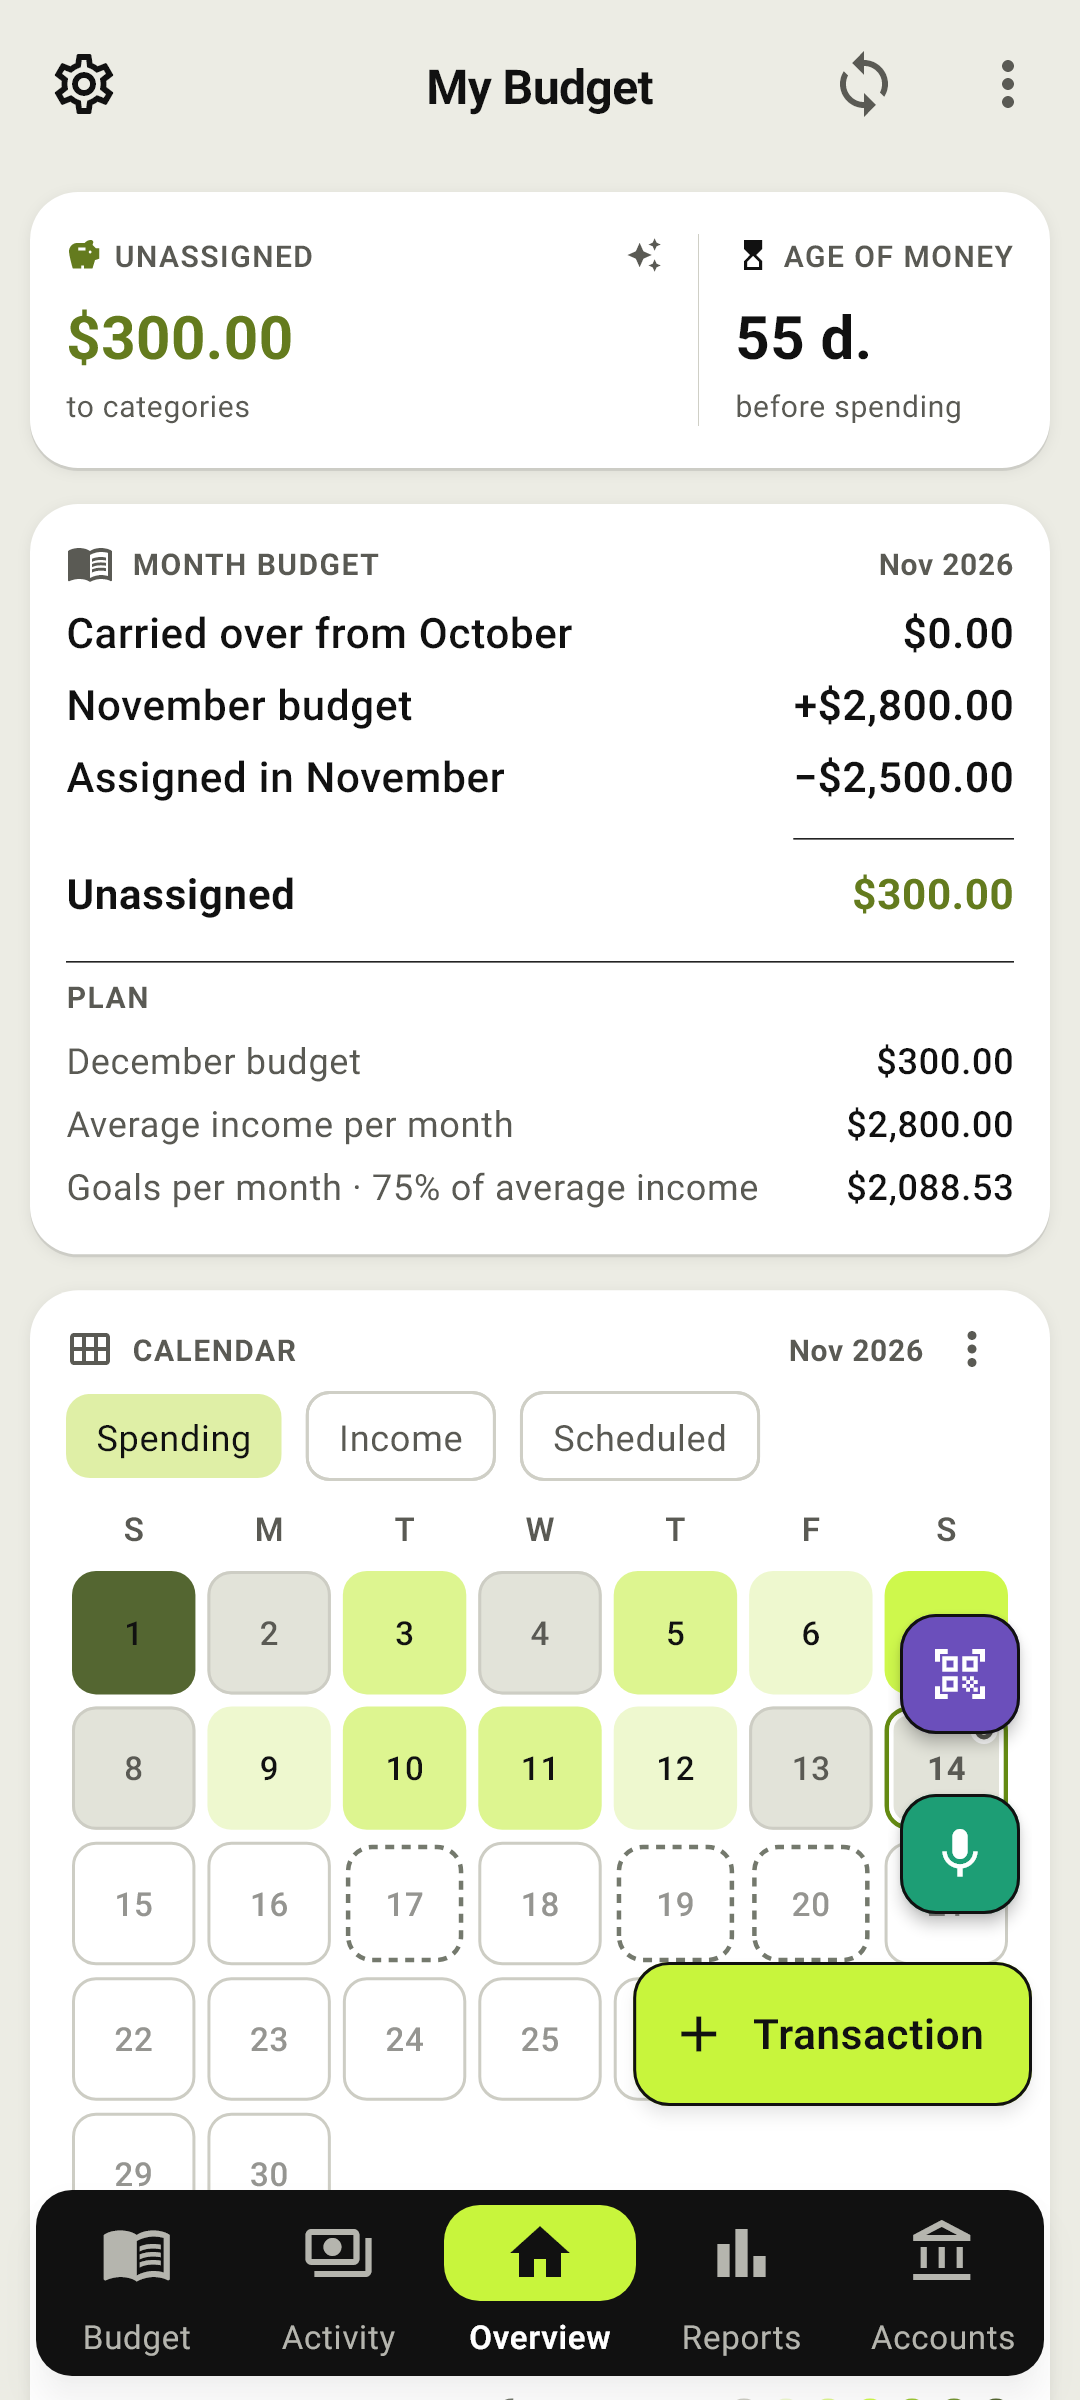 My Budget
UNASSIGNED
$300.00
to categories
AGE OF MONEY
55 d.
before spending
MONTH BUDGET Nov 2026
Carried over from October $0.00
November budget +$2,800.00
Assigned in November −$2,500.00
Unassigned $300.00
PLAN
December budget $300.00
Average income per month $2,800.00
Goals per month · 75% of average income $2,088.53
CALENDAR Nov 2026
Spending Income Scheduled
S M T W T F S
1 2 3 4 5 6
8 9 10 11 12 13 14
15 16 17 18 19 20
22 23 24 25
+ Transaction
29 30
Budget Activity Overview Reports Accounts